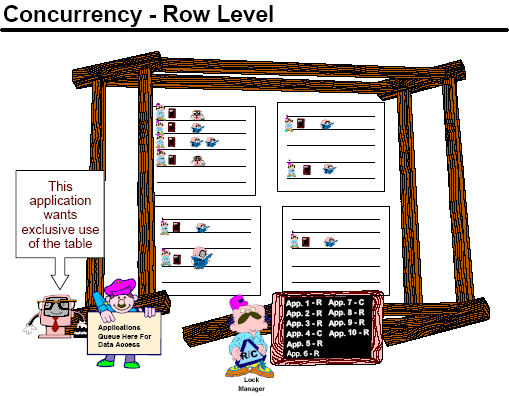 Concurrency - Row Level
This
application
wants
exclusive use
of the table
Applications
Queue Here For
Data Access
R/C
Lock
Manager
App. 1 - R App. 7 - C
App. 2 - R App. 8 - R
App. 3 - R App. 9 - R
App. 4 - C App. 10 - R
App. 5 - R
App. 6 - R